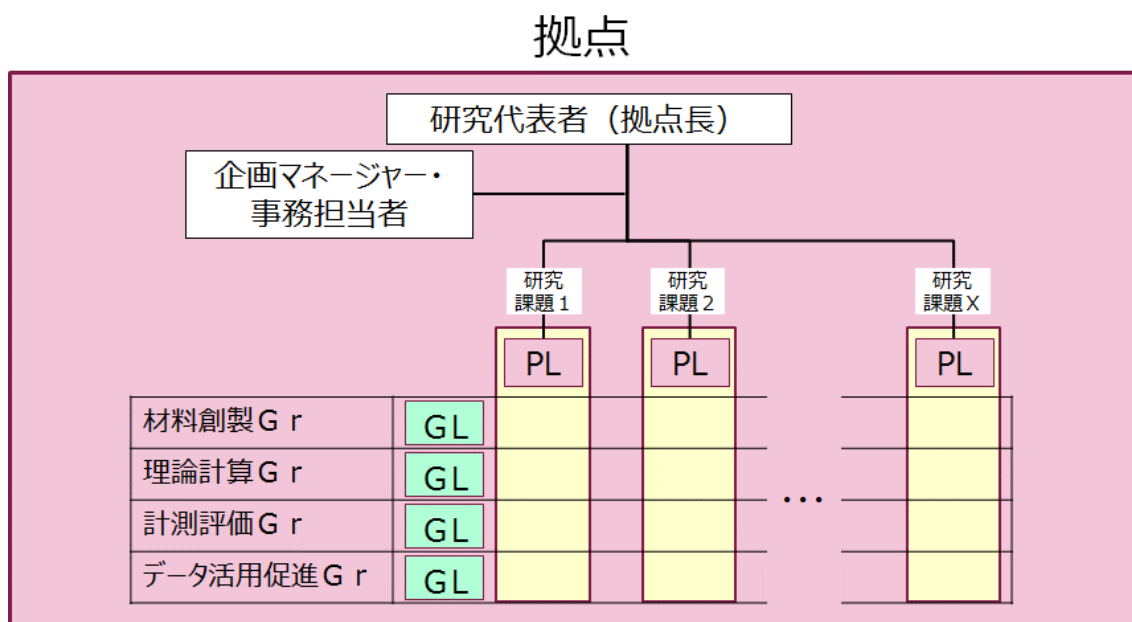 拠点
研究代表者（拠点長）
企画マネージャー・
事務担当者
研究
課題１
研究
課題２
研究
課題Ｘ
PL
PL
PL
材料創製Ｇｒ
GL
理論計算Ｇｒ
GL
計測評価Ｇｒ
GL
データ活用促進Ｇｒ
GL
…